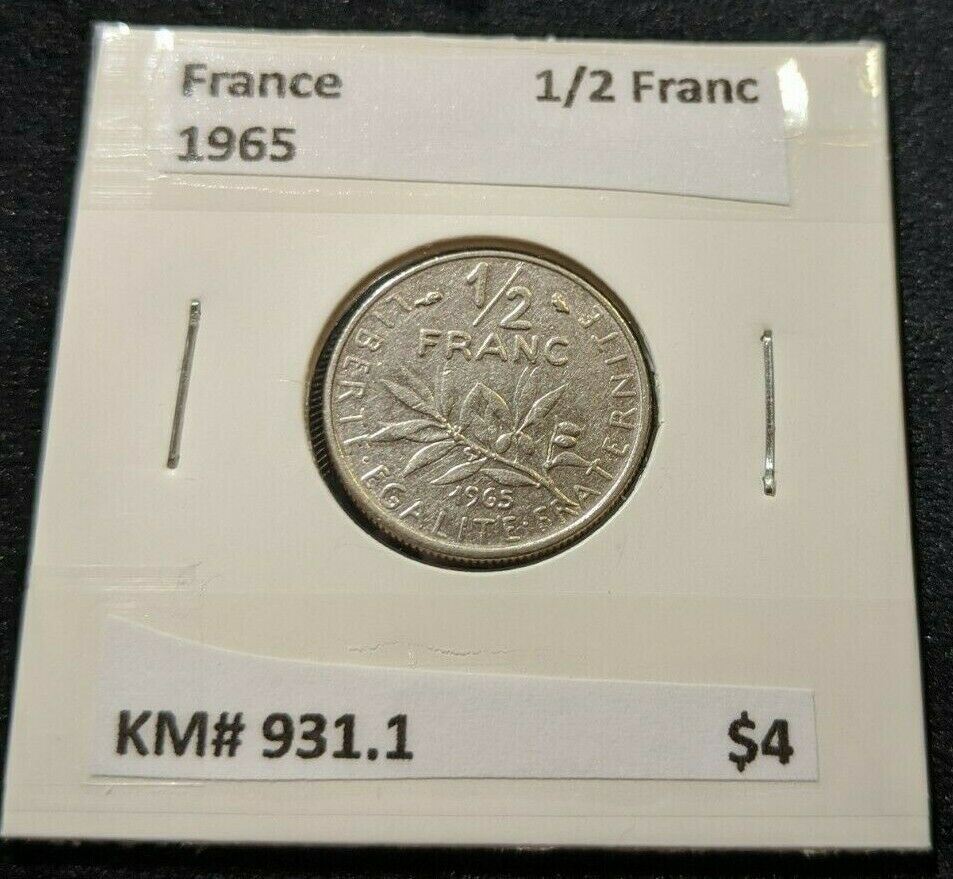 France 1/2 Franc
1965
1/2
FRANC
LIBERTE · EGALITE · FRATERNITE
1965
KM# 931.1 $4